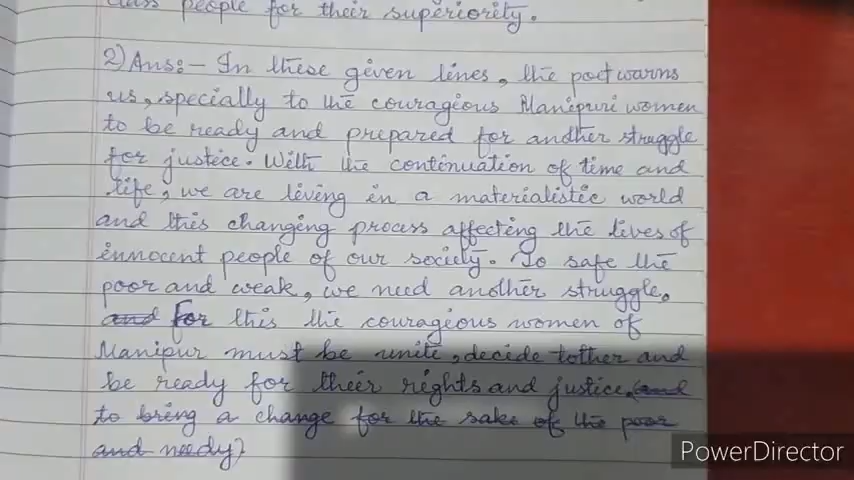 class people for their superiority.
2) Ans:- In these given lines, the poet warns
us, specially to the couragious Manipuri women
to be ready and prepared for another struggle
for justice. With the continuation of time and
life, we are living in a materialistic world
and this changing process affecting the lives of
innocent people of our society. To safe the
poor and weak, we need another struggle.
and For this the couragious women of
Manipur must be unite, decide tother and
be ready for their rights and justice. (and
to bring a change for the sake of the poor
and needy)
PowerDirector